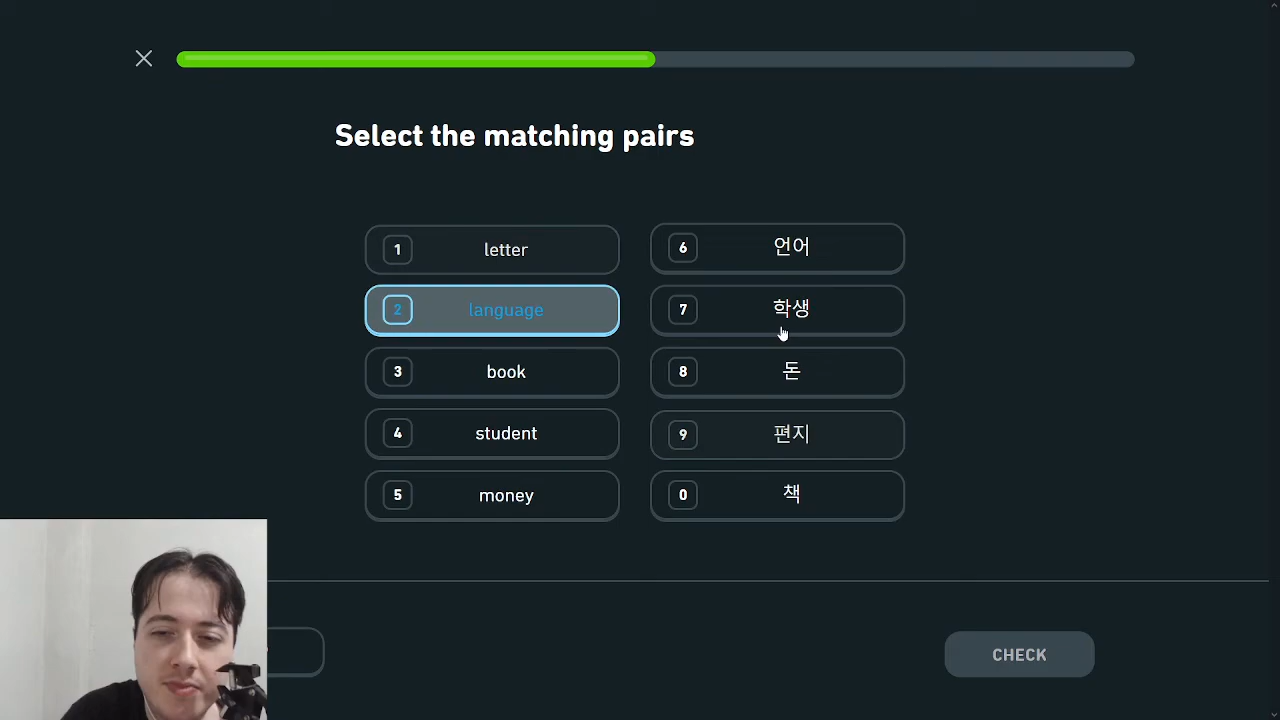 Select the matching pairs
1 letter
6 언어
2 language
7 학생
3 book
8 돈
4 student
9 편지
5 money
0 책
CHECK